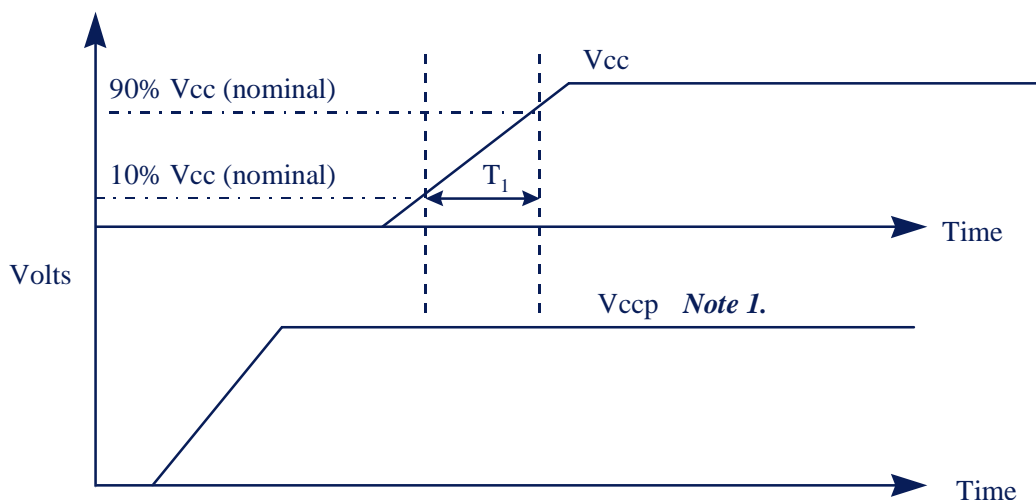 Vcc
90% Vcc (nominal)
10% Vcc (nominal)
T1
Time
Volts
Vccp Note 1.
Time